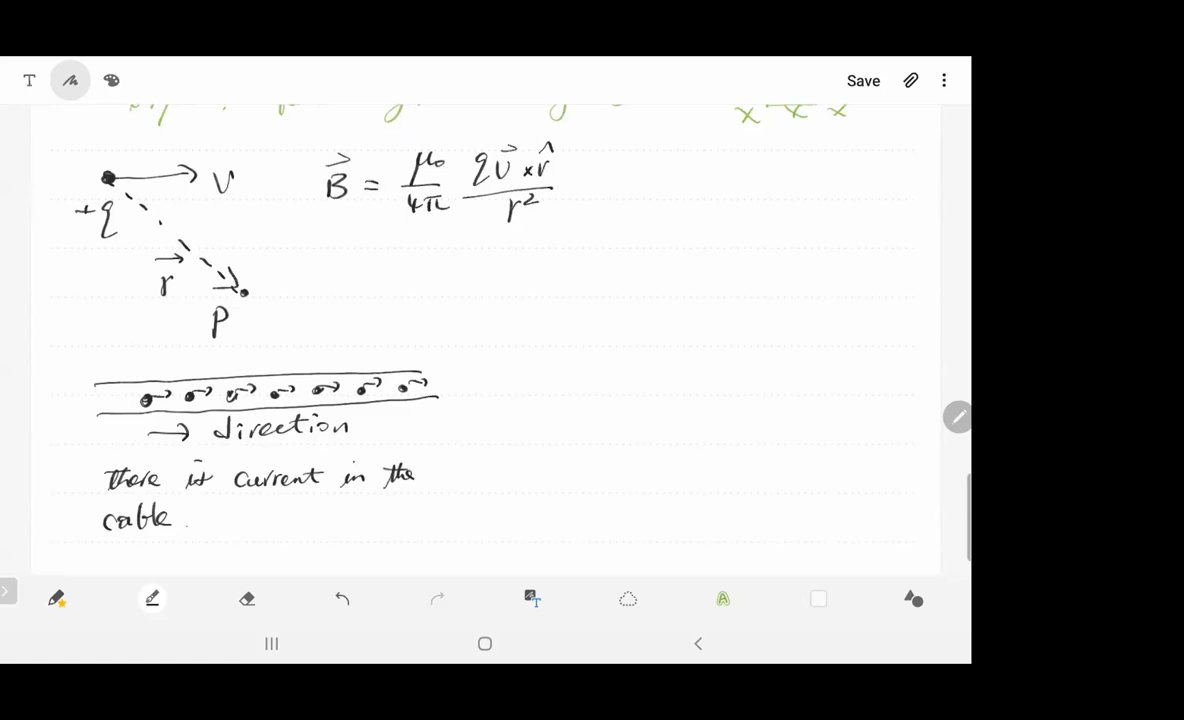 T Save
x x x
V
+q
r⃗
P
B⃗ = μ₀/4π qv⃗ × r̂ / r²
→ direction
there is current in the
cable.